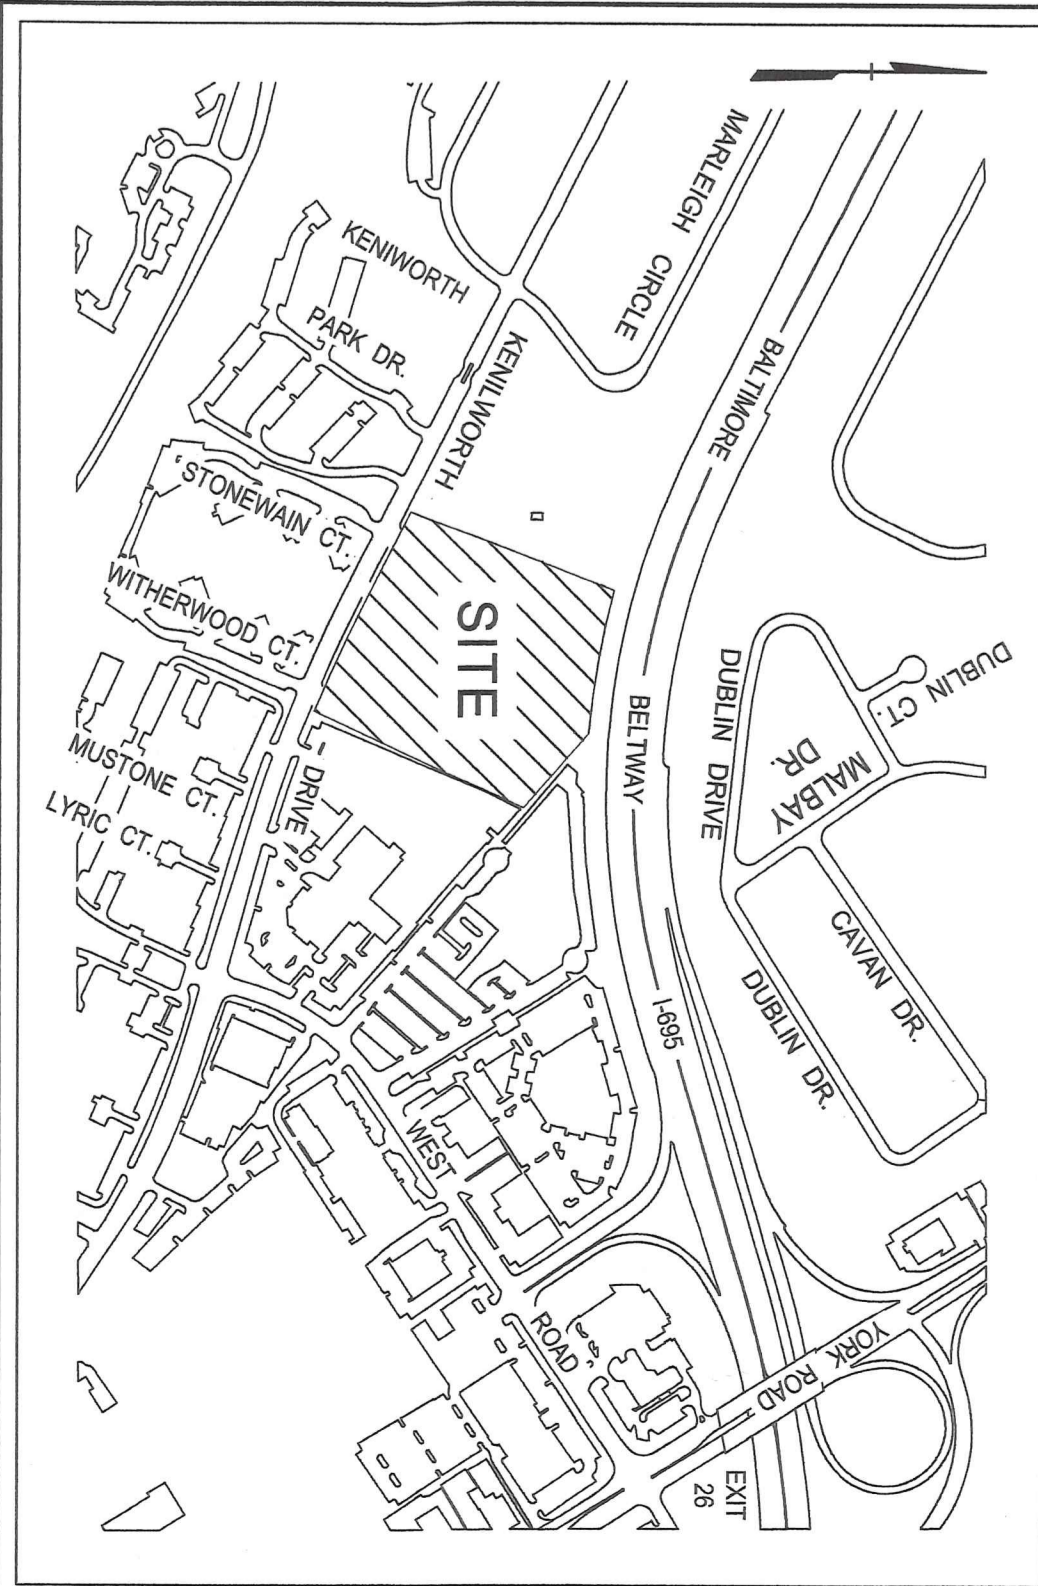 MARLEIGH CIRCLE
KENIWORTH
PARK DR.
KENILWORTH
BALTIMORE
STONEWAIN CT.
WITHERWOOD CT.
SITE
BELTWAY
DUBLIN DRIVE
DUBLIN CT.
MALBAY
DR.
MUSTONE CT.
LYRIC CT.
DRIVE
CAVAN DR.
DUBLIN DR.
I-695
WEST
ROAD
YORK ROAD
EXIT
26